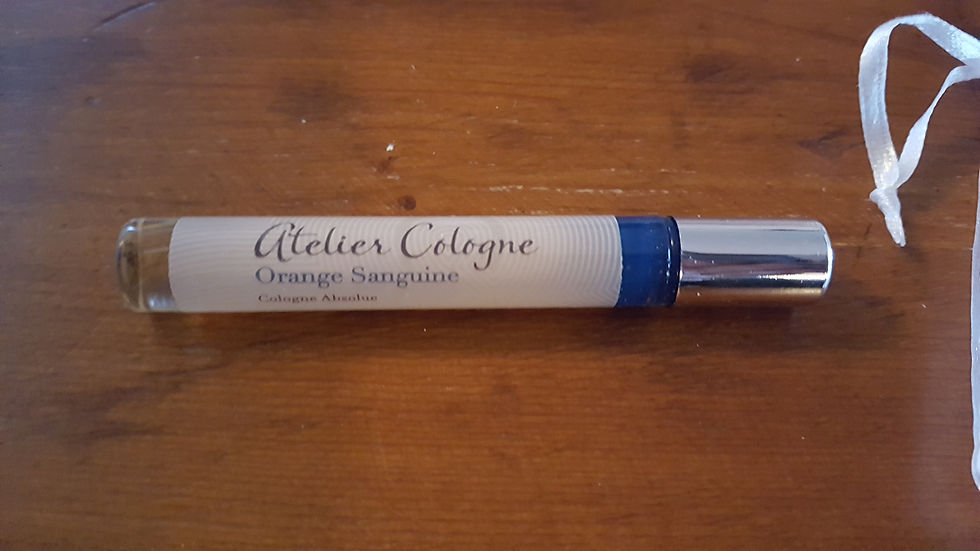 Atelier Cologne
Orange Sanguine
Cologne Absolue